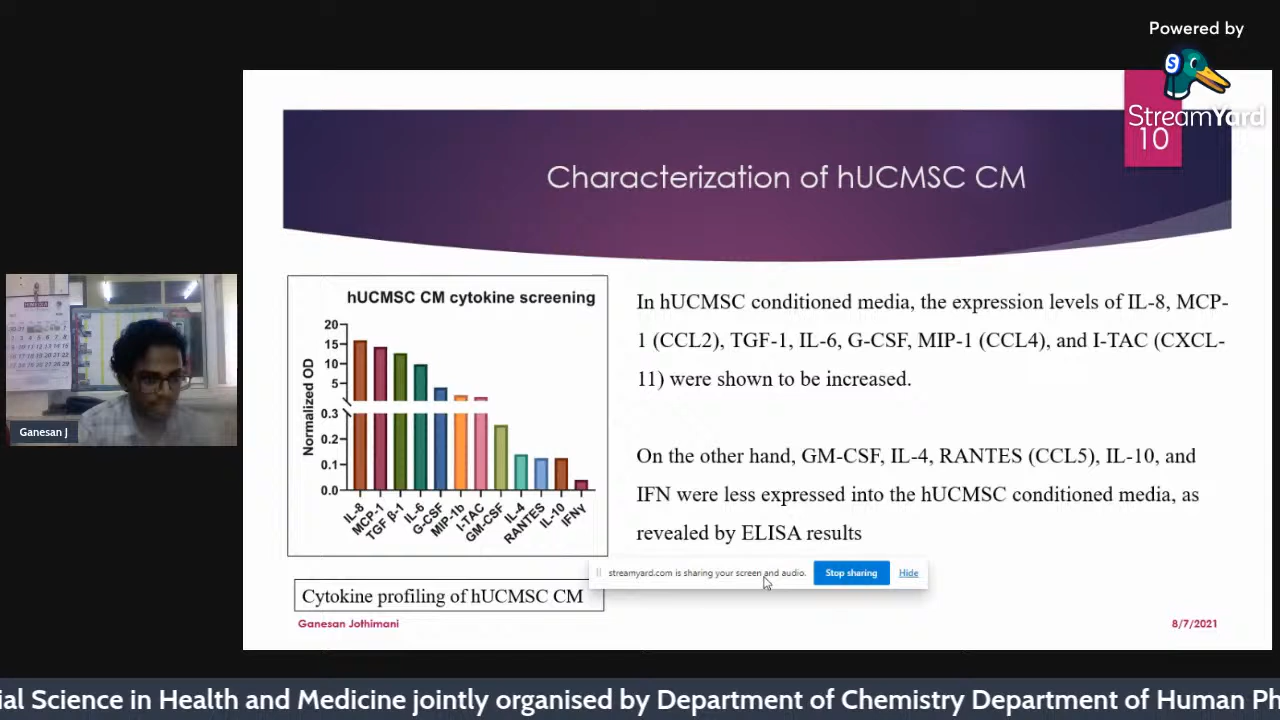 Powered by
StreamYard
10
Characterization of hUCMSC CM
hUCMSC CM cytokine screening
Normalized OD
20
15
10
5
0.3
0.2
0.1
0.0
IL-8
MCP-1
TGF β-1
IL-6
G-CSF
MIP-1b
I-TAC
GM-CSF
IL-4
RANTES
IL-10
IFNγ
Cytokine profiling of hUCMSC CM
In hUCMSC conditioned media, the expression levels of IL-8, MCP-
1 (CCL2), TGF-1, IL-6, G-CSF, MIP-1 (CCL4), and I-TAC (CXCL-
11) were shown to be increased.
On the other hand, GM-CSF, IL-4, RANTES (CCL5), IL-10, and
IFN were less expressed into the hUCMSC conditioned media, as
revealed by ELISA results
streamyard.com is sharing your screen and audio. Stop sharing Hide
Ganesan Jothimani
8/7/2021
Ganesan J
ial Science in Health and Medicine jointly organised by Department of Chemistry Department of Human Ph